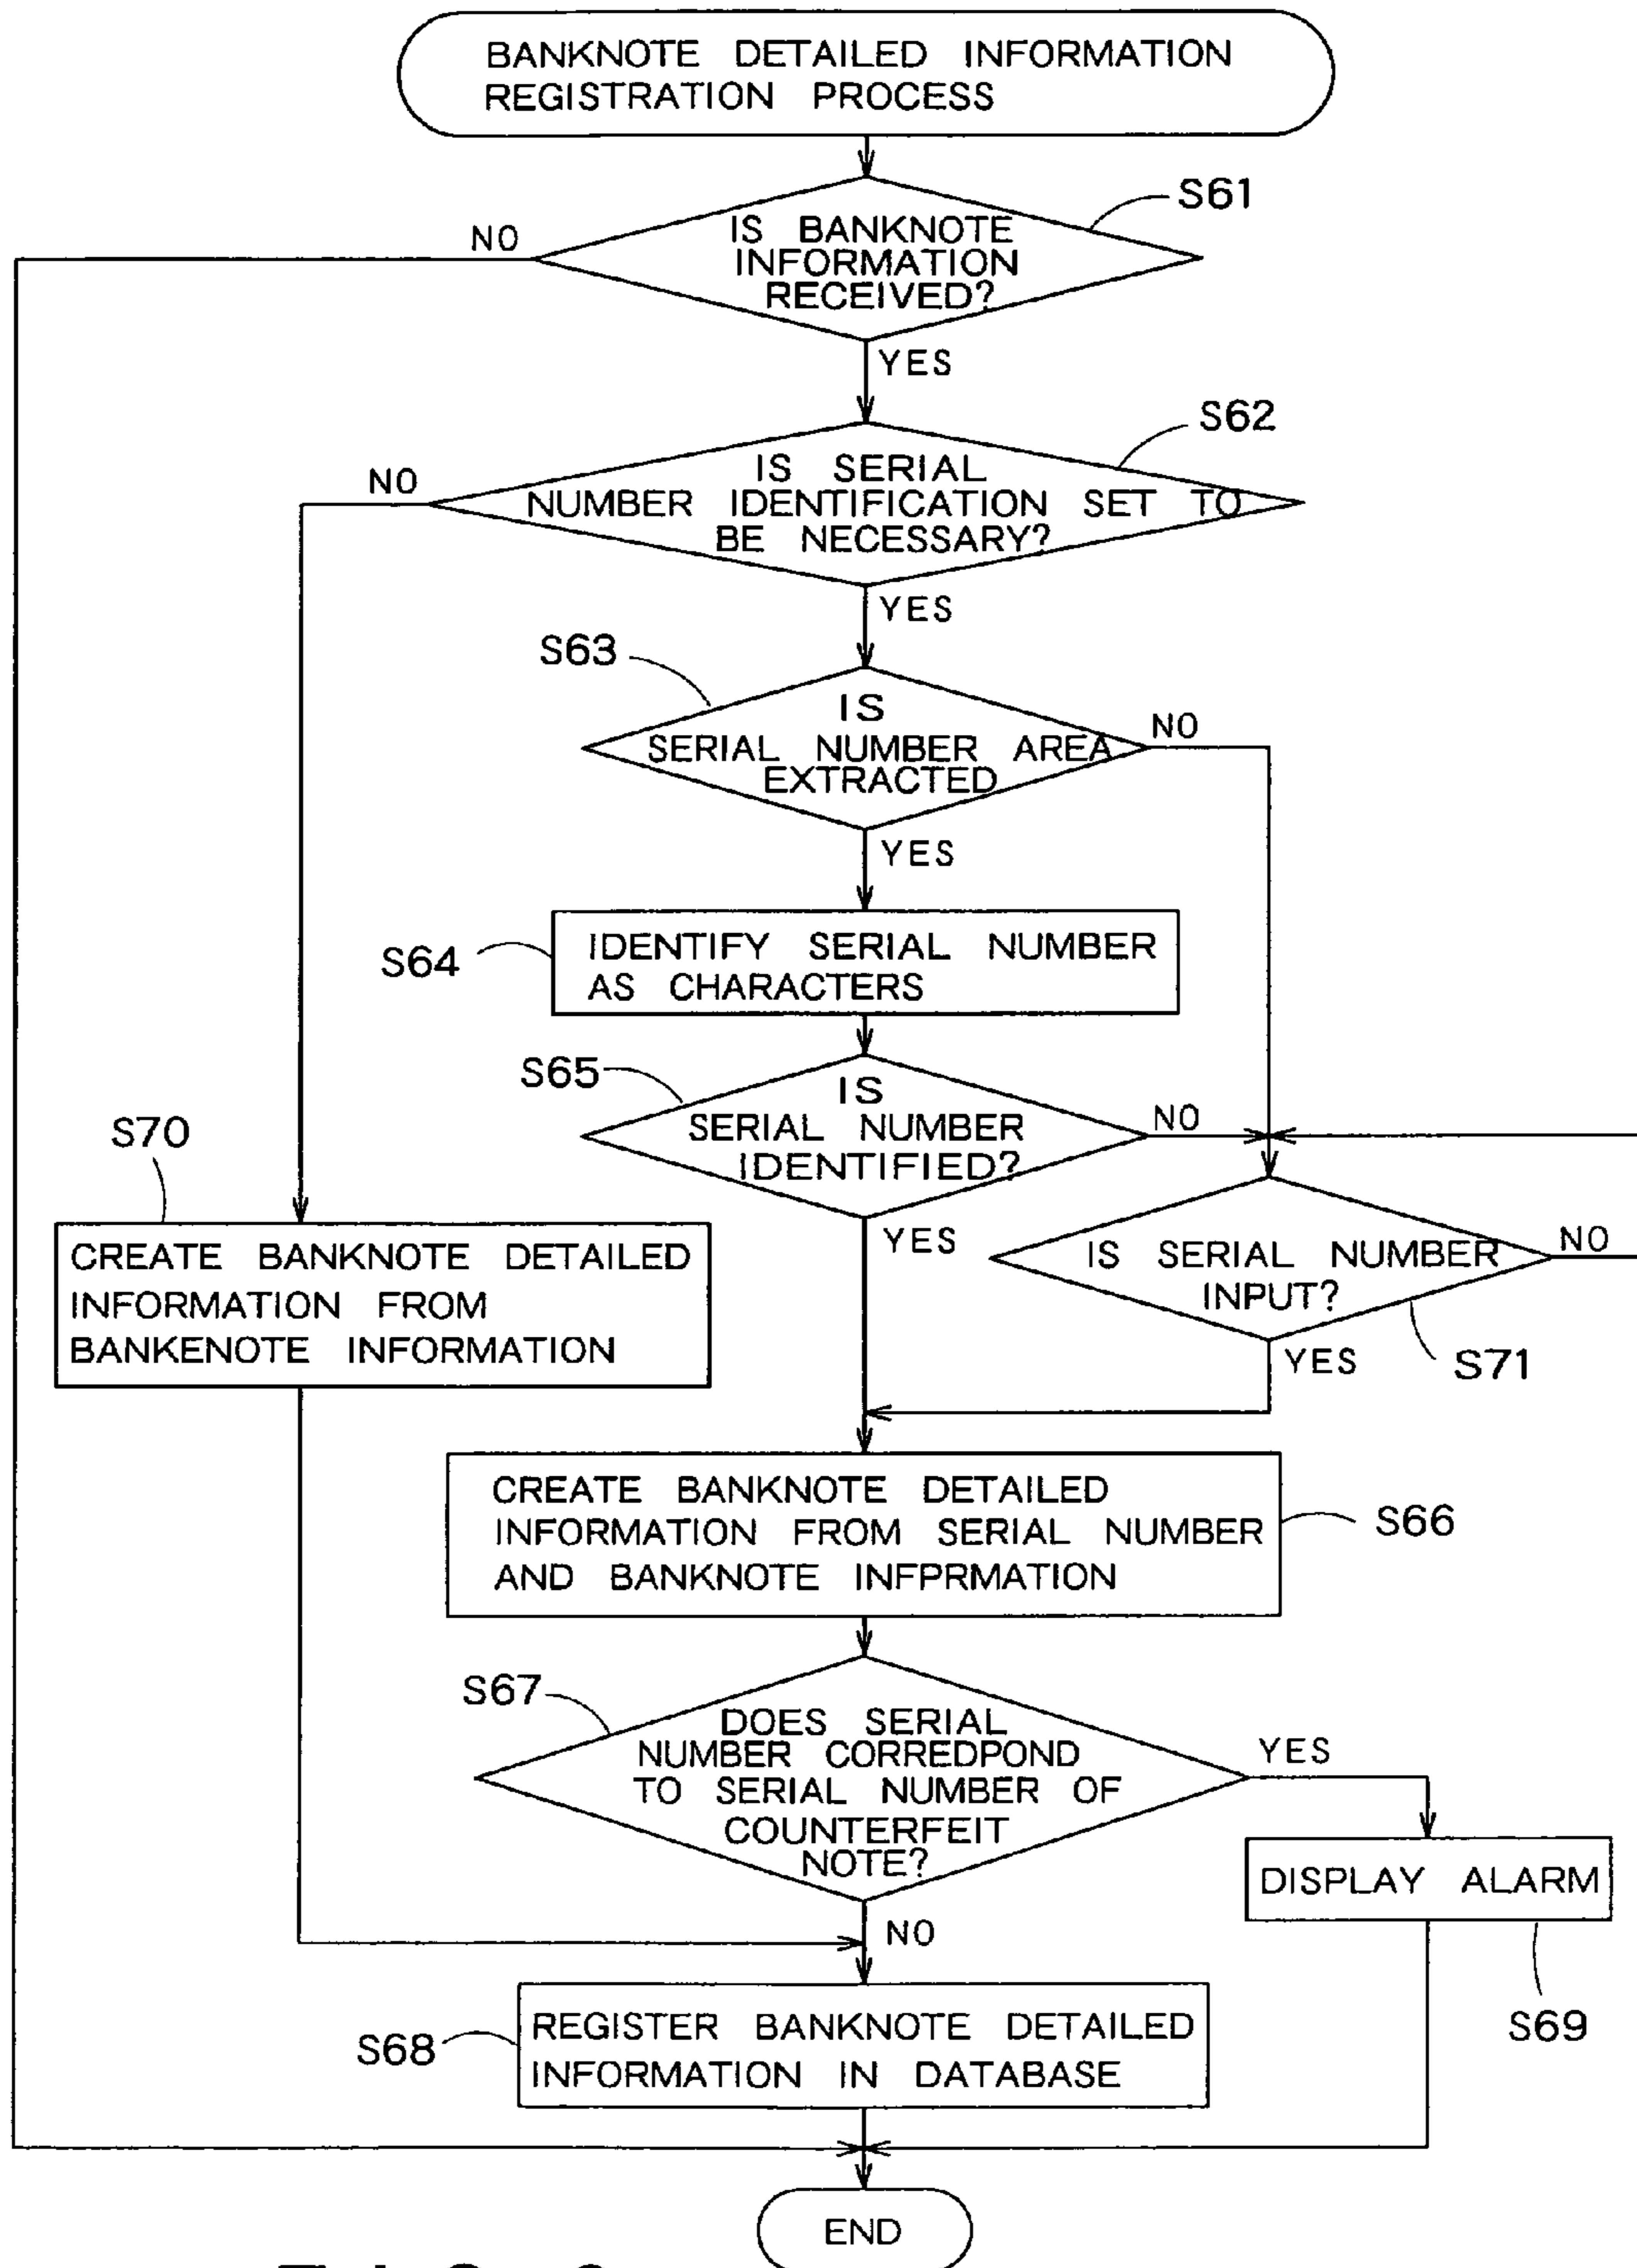 BANKNOTE DETAILED INFORMATION
REGISTRATION PROCESS
S61
IS BANKNOTE
INFORMATION
RECEIVED?
NO
YES
S62
IS SERIAL
NUMBER IDENTIFICATION SET TO
BE NECESSARY?
NO
YES
S63
IS
SERIAL NUMBER AREA
EXTRACTED
NO
YES
S64
IDENTIFY SERIAL NUMBER
AS CHARACTERS
S65
IS
SERIAL NUMBER
IDENTIFIED?
NO
YES
S70
CREATE BANKNOTE DETAILED
INFORMATION FROM
BANKENOTE INFORMATION
IS SERIAL NUMBER
INPUT?
NO
YES
S71
CREATE BANKNOTE DETAILED
INFORMATION FROM SERIAL NUMBER
AND BANKNOTE INFPRMATION
S66
S67
DOES SERIAL
NUMBER CORREDPOND
TO SERIAL NUMBER OF
COUNTERFEIT
NOTE?
YES
NO
DISPLAY ALARM
S69
S68
REGISTER BANKNOTE DETAILED
INFORMATION IN DATABASE
END